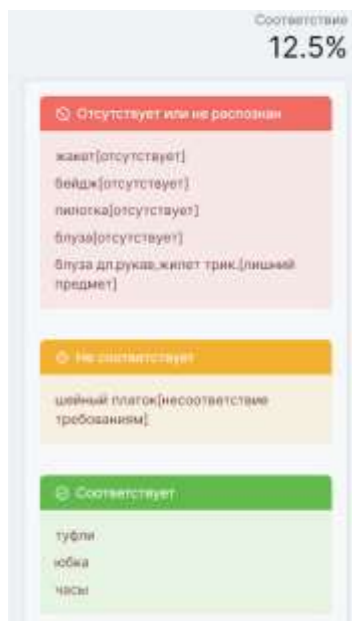 Соответствие
12.5%
Отсутствует или не распознан
жакет[отсутствует]
бейдж[отсутствует]
пилотка[отсутствует]
блуза[отсутствует]
блуза дл.рукав,жилет трик.[лишний
предмет]
Не соответствует
шейный платок[несоответствие
требованиям]
Соответствует
туфли
юбка
часы